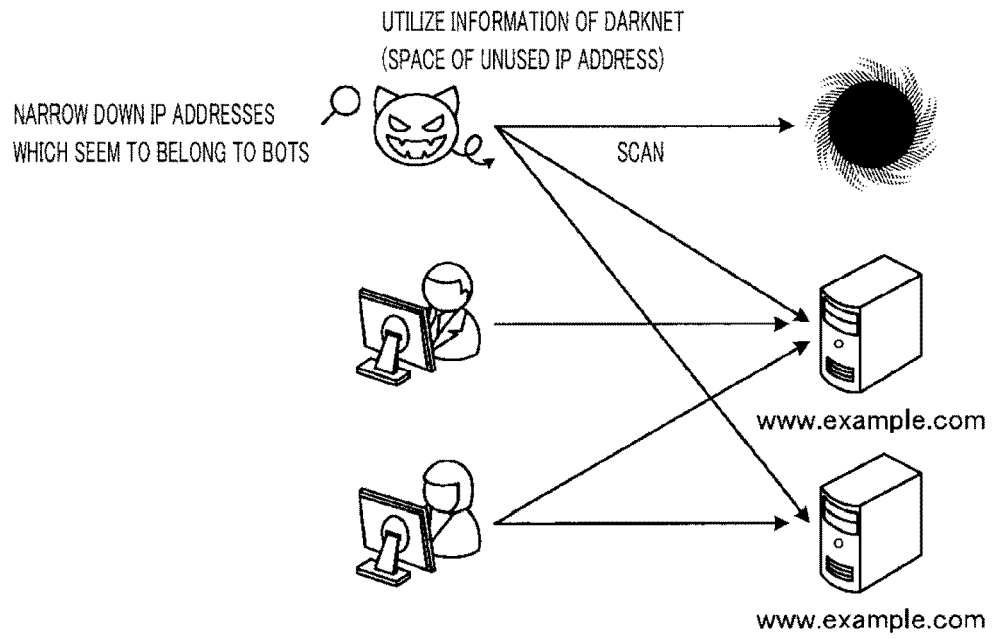 UTILIZE INFORMATION OF DARKNET
(SPACE OF UNUSED IP ADDRESS)
NARROW DOWN IP ADDRESSES
WHICH SEEM TO BELONG TO BOTS
SCAN
www.example.com
www.example.com